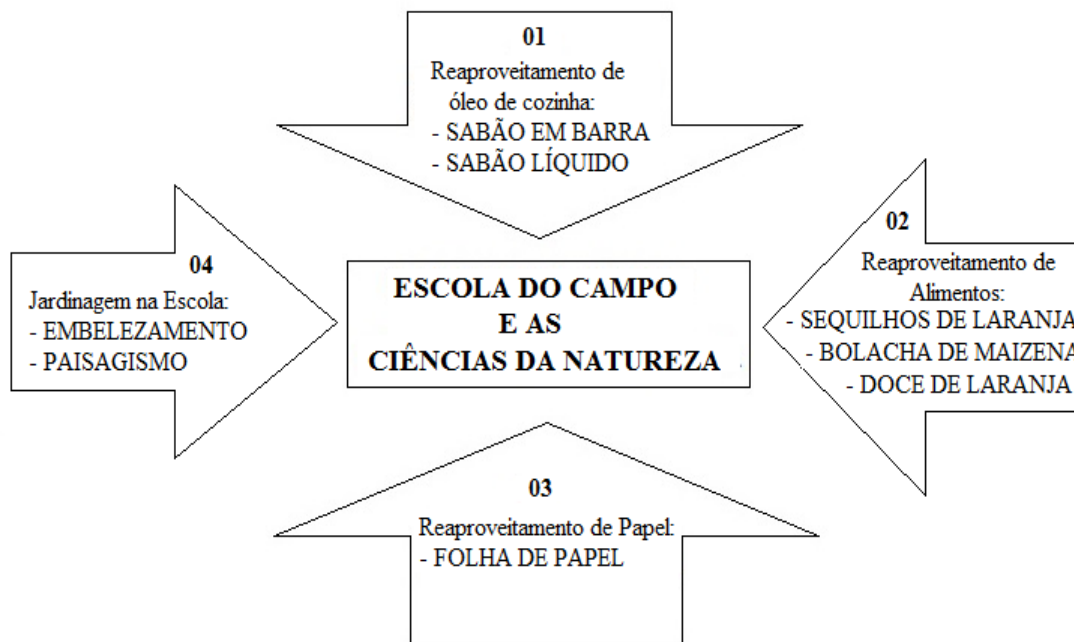 01
Reaproveitamento de
óleo de cozinha:
- SABÃO EM BARRA
- SABÃO LÍQUIDO
02
Reaproveitamento de
Alimentos:
- SEQUILHOS DE LARANJA
- BOLACHA DE MAIZENA
- DOCE DE LARANJA
04
Jardinagem na Escola:
- EMBELEZAMENTO
- PAISAGISMO
ESCOLA DO CAMPO
E AS
CIÊNCIAS DA NATUREZA
03
Reaproveitamento de Papel:
- FOLHA DE PAPEL